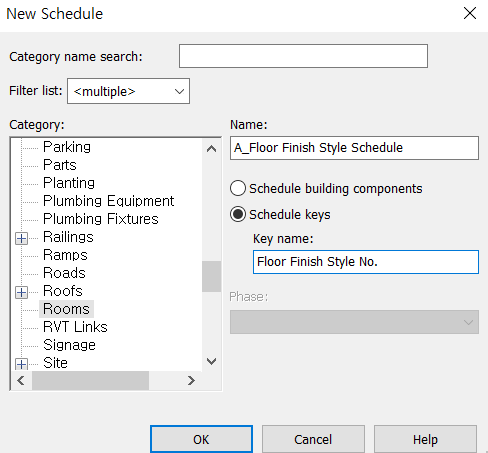 New Schedule
Category name search:
Filter list: <multiple>
Category:
Parking
Parts
Planting
Plumbing Equipment
Plumbing Fixtures
Railings
Ramps
Roads
Roofs
Rooms
RVT Links
Signage
Site
Name:
A_Floor Finish Style Schedule
Schedule building components
Schedule keys
Key name:
Floor Finish Style No.
Phase:
OK Cancel Help